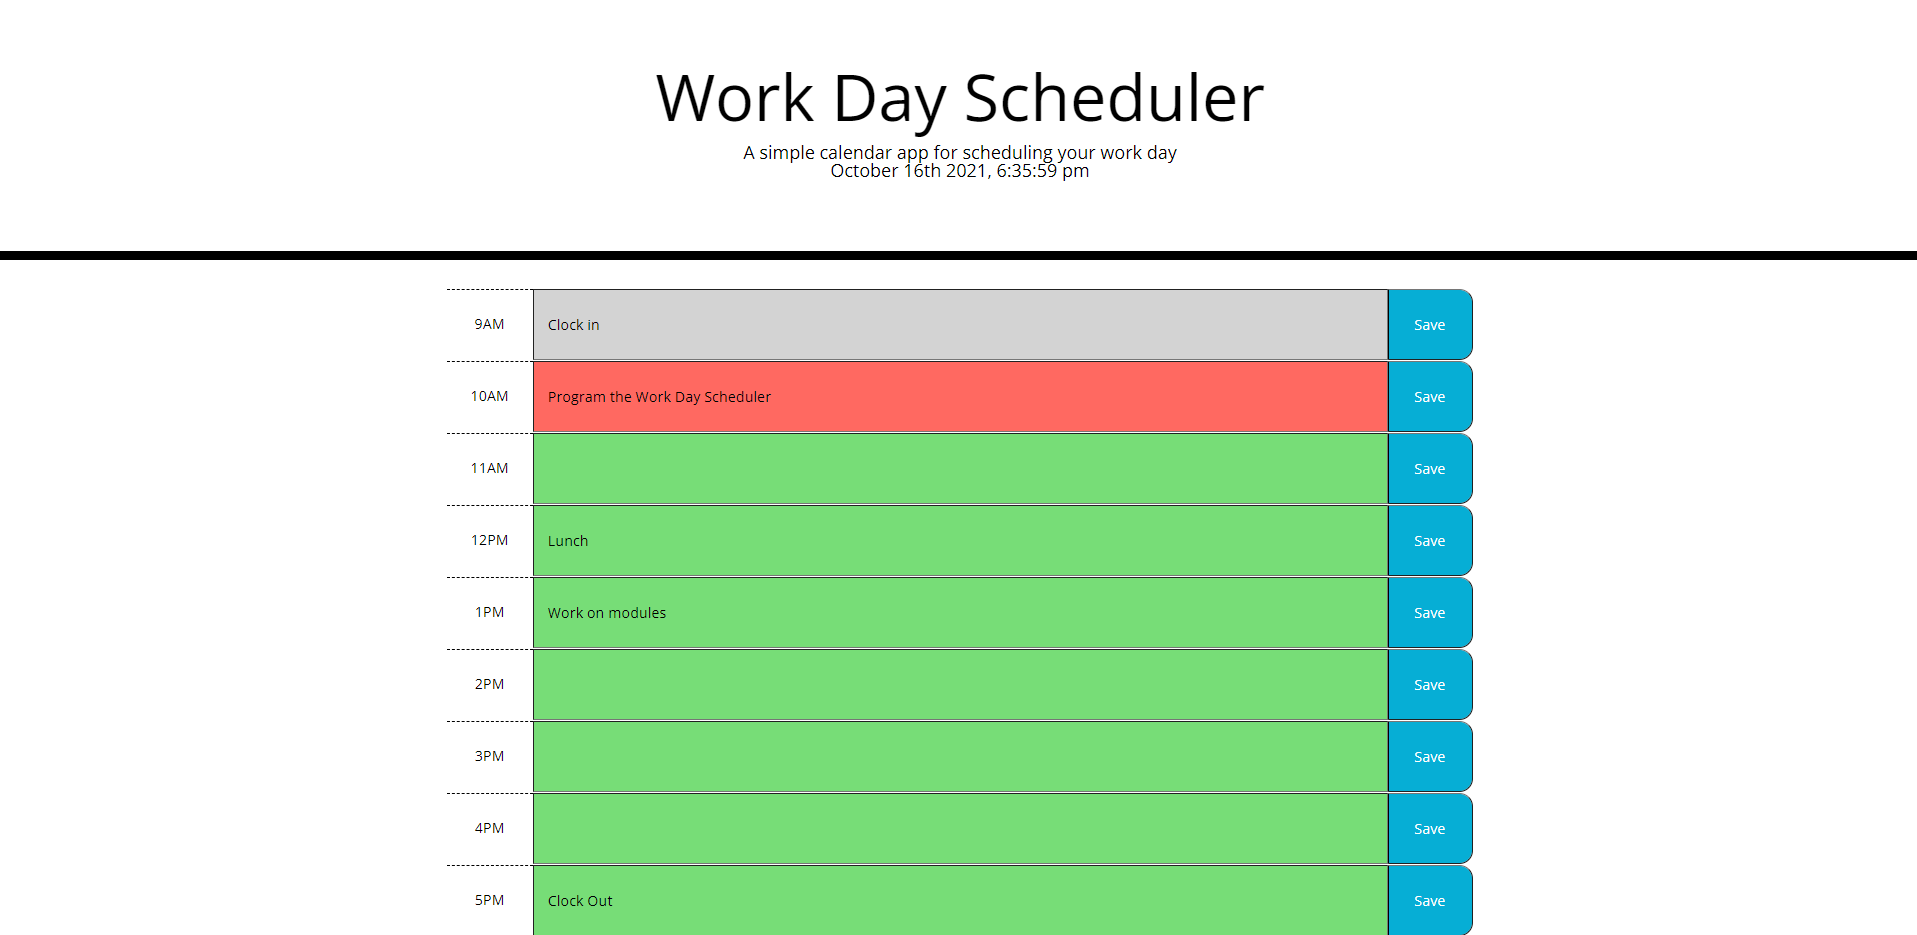 Work Day Scheduler
A simple calendar app for scheduling your work day
October 16th 2021, 6:35:59 pm
9AM Clock in Save
10AM Program the Work Day Scheduler Save
11AM Save
12PM Lunch Save
1PM Work on modules Save
2PM Save
3PM Save
4PM Save
5PM Clock Out Save